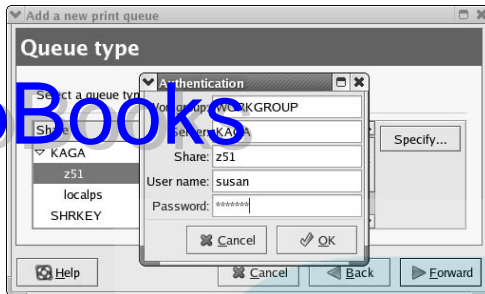 Add a new print queue
Queue type
Select a queue typ
Authentication
Workgroup: WORKGROUP
Books
Server: KAGA
Share: z51
User name: susan
Password: *******
Cancel
OK
Share
KAGA
z51
localps
SHRKEY
Specify...
Help
Cancel
Back
Forward